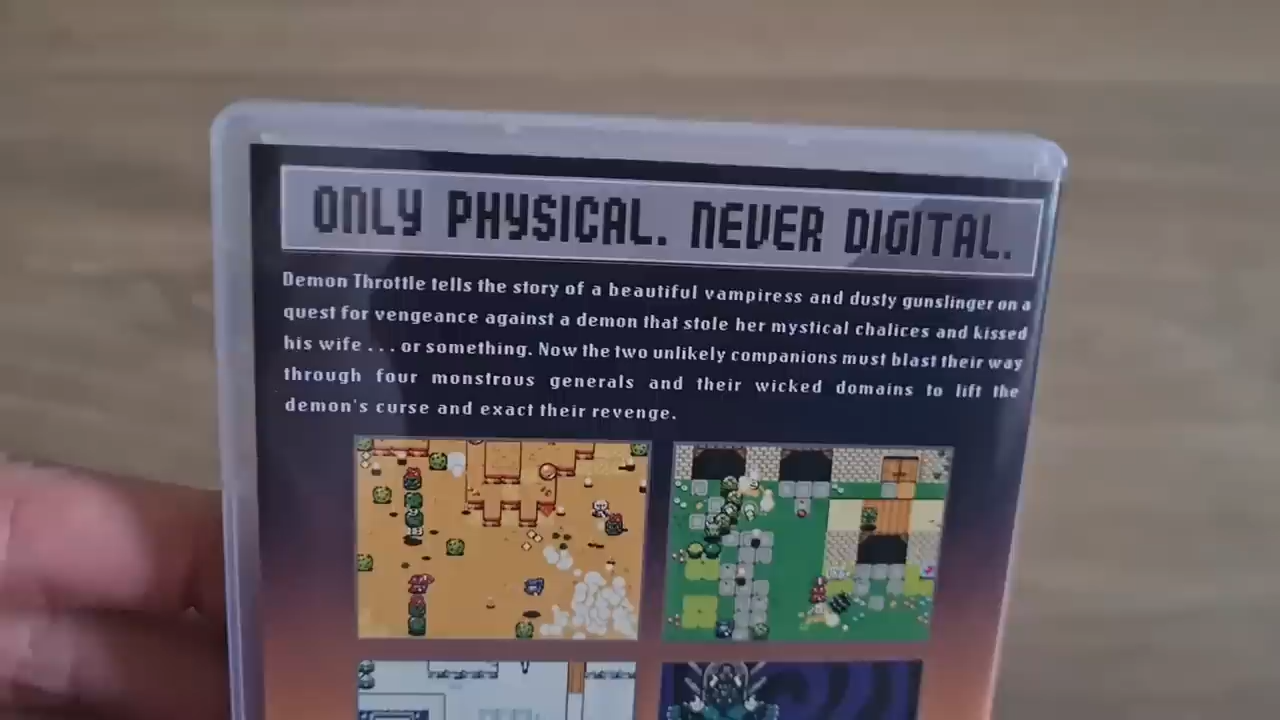 ONLY PHYSICAL. NEVER DIGITAL.
Demon Throttle tells the story of a beautiful vampiress and dusty gunslinger on a
quest for vengeance against a demon that stole her mystical chalices and kissed
his wife . . . or something. Now the two unlikely companions must blast their way
through four monstrous generals and their wicked domains to lift the
demon's curse and exact their revenge.